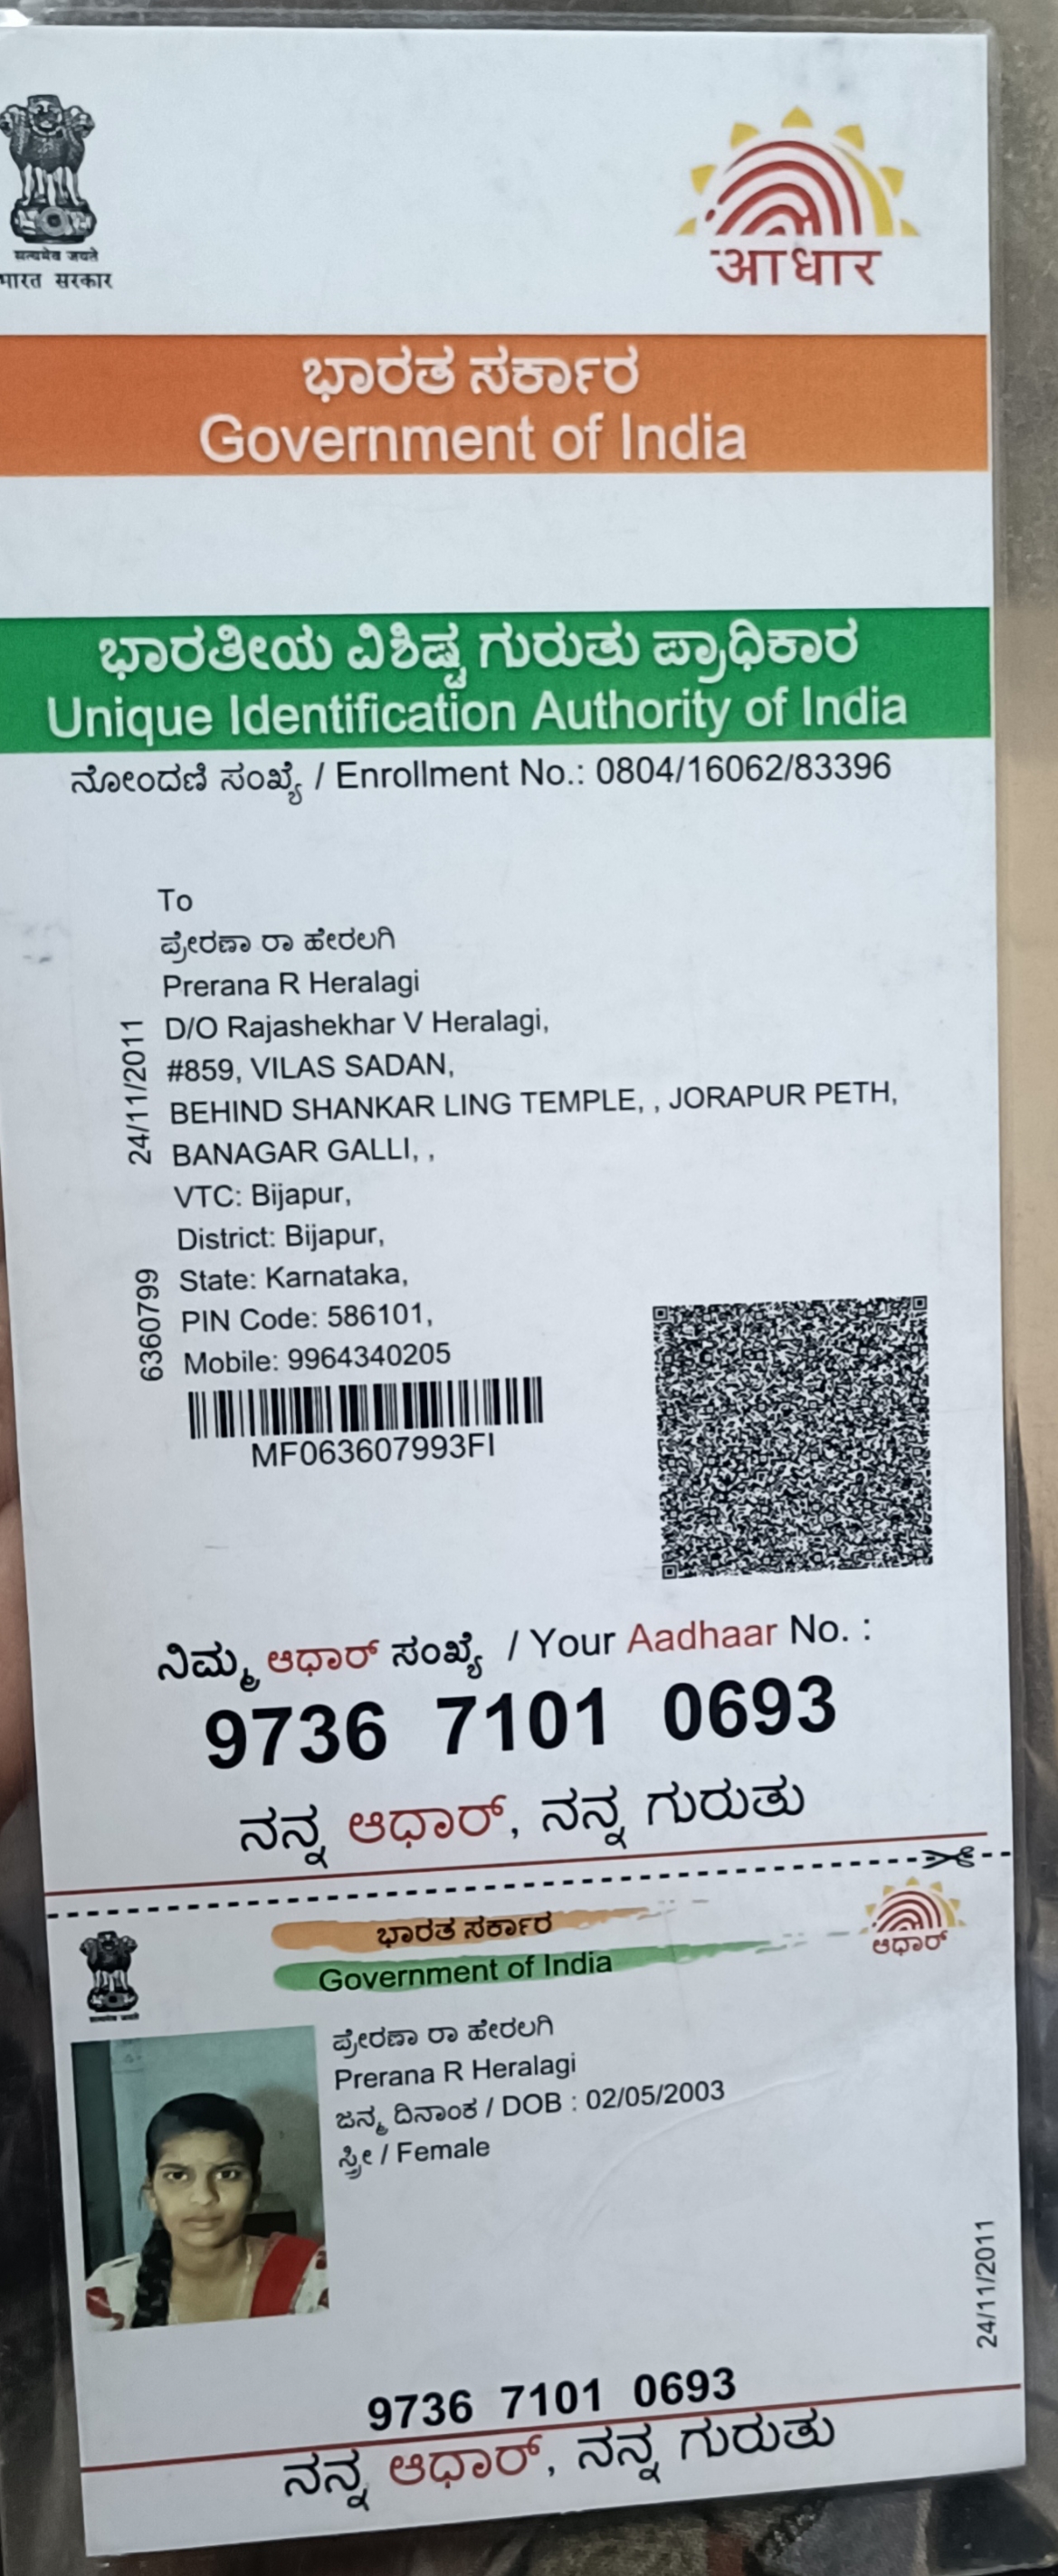 सत्यमेव जयते
भारत सरकार
आधार
ಭಾರತ ಸರ್ಕಾರ
Government of India
ಭಾರತೀಯ ವಿಶಿಷ್ಟ ಗುರುತು ಪ್ರಾಧಿಕಾರ
Unique Identification Authority of India
ನೋಂದಣಿ ಸಂಖ್ಯೆ / Enrollment No.: 0804/16062/83396
To
ಪ್ರೇರಣಾ ರಾ ಹೇರಲಗಿ
Prerana R Heralagi
D/O Rajashekhar V Heralagi,
#859, VILAS SADAN,
BEHIND SHANKAR LING TEMPLE, , JORAPUR PETH,
BANAGAR GALLI, ,
VTC: Bijapur,
District: Bijapur,
State: Karnataka,
PIN Code: 586101,
Mobile: 9964340205
24/11/2011
6360799
MF063607993FI
ನಿಮ್ಮ ಆಧಾರ್ ಸಂಖ್ಯೆ / Your Aadhaar No. :
9736 7101 0693
ನನ್ನ ಆಧಾರ್, ನನ್ನ ಗುರುತು
ಭಾರತ ಸರ್ಕಾರ
Government of India
ಆಧಾರ್
ಪ್ರೇರಣಾ ರಾ ಹೇರಲಗಿ
Prerana R Heralagi
ಜನ್ಮ ದಿನಾಂಕ / DOB : 02/05/2003
ಸ್ತ್ರೀ / Female
24/11/2011
9736 7101 0693
ನನ್ನ ಆಧಾರ್, ನನ್ನ ಗುರುತು